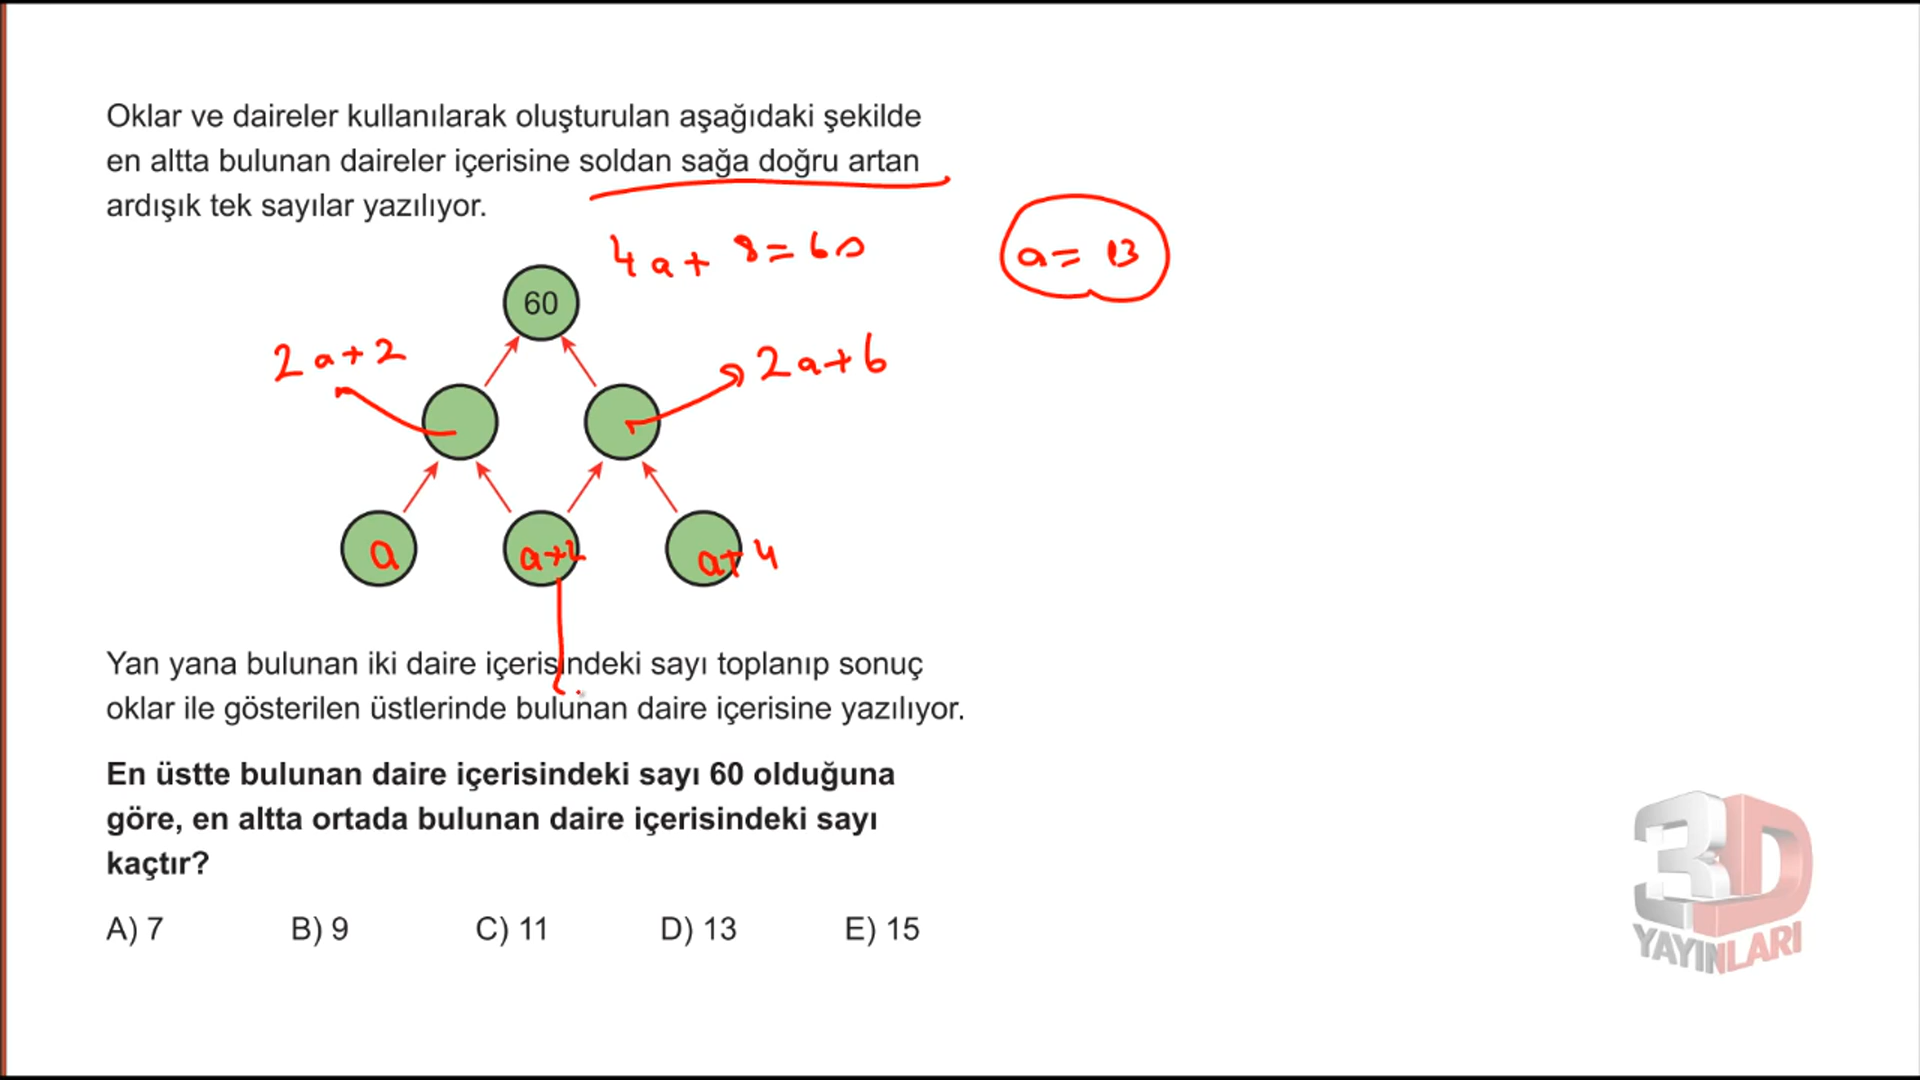 Oklar ve daireler kullanılarak oluşturulan aşağıdaki şekilde
en altta bulunan daireler içerisine soldan sağa doğru artan
ardışık tek sayılar yazılıyor.
4a+ 8=60
a= 13
60
2a+2
2a+6
a
a+2
a+4
Yan yana bulunan iki daire içerisindeki sayı toplanıp sonuç
oklar ile gösterilen üstlerinde bulunan daire içerisine yazılıyor.
En üstte bulunan daire içerisindeki sayı 60 olduğuna
göre, en altta ortada bulunan daire içerisindeki sayı
kaçtır?
A) 7 B) 9 C) 11 D) 13 E) 15
3D
YAYINLARI